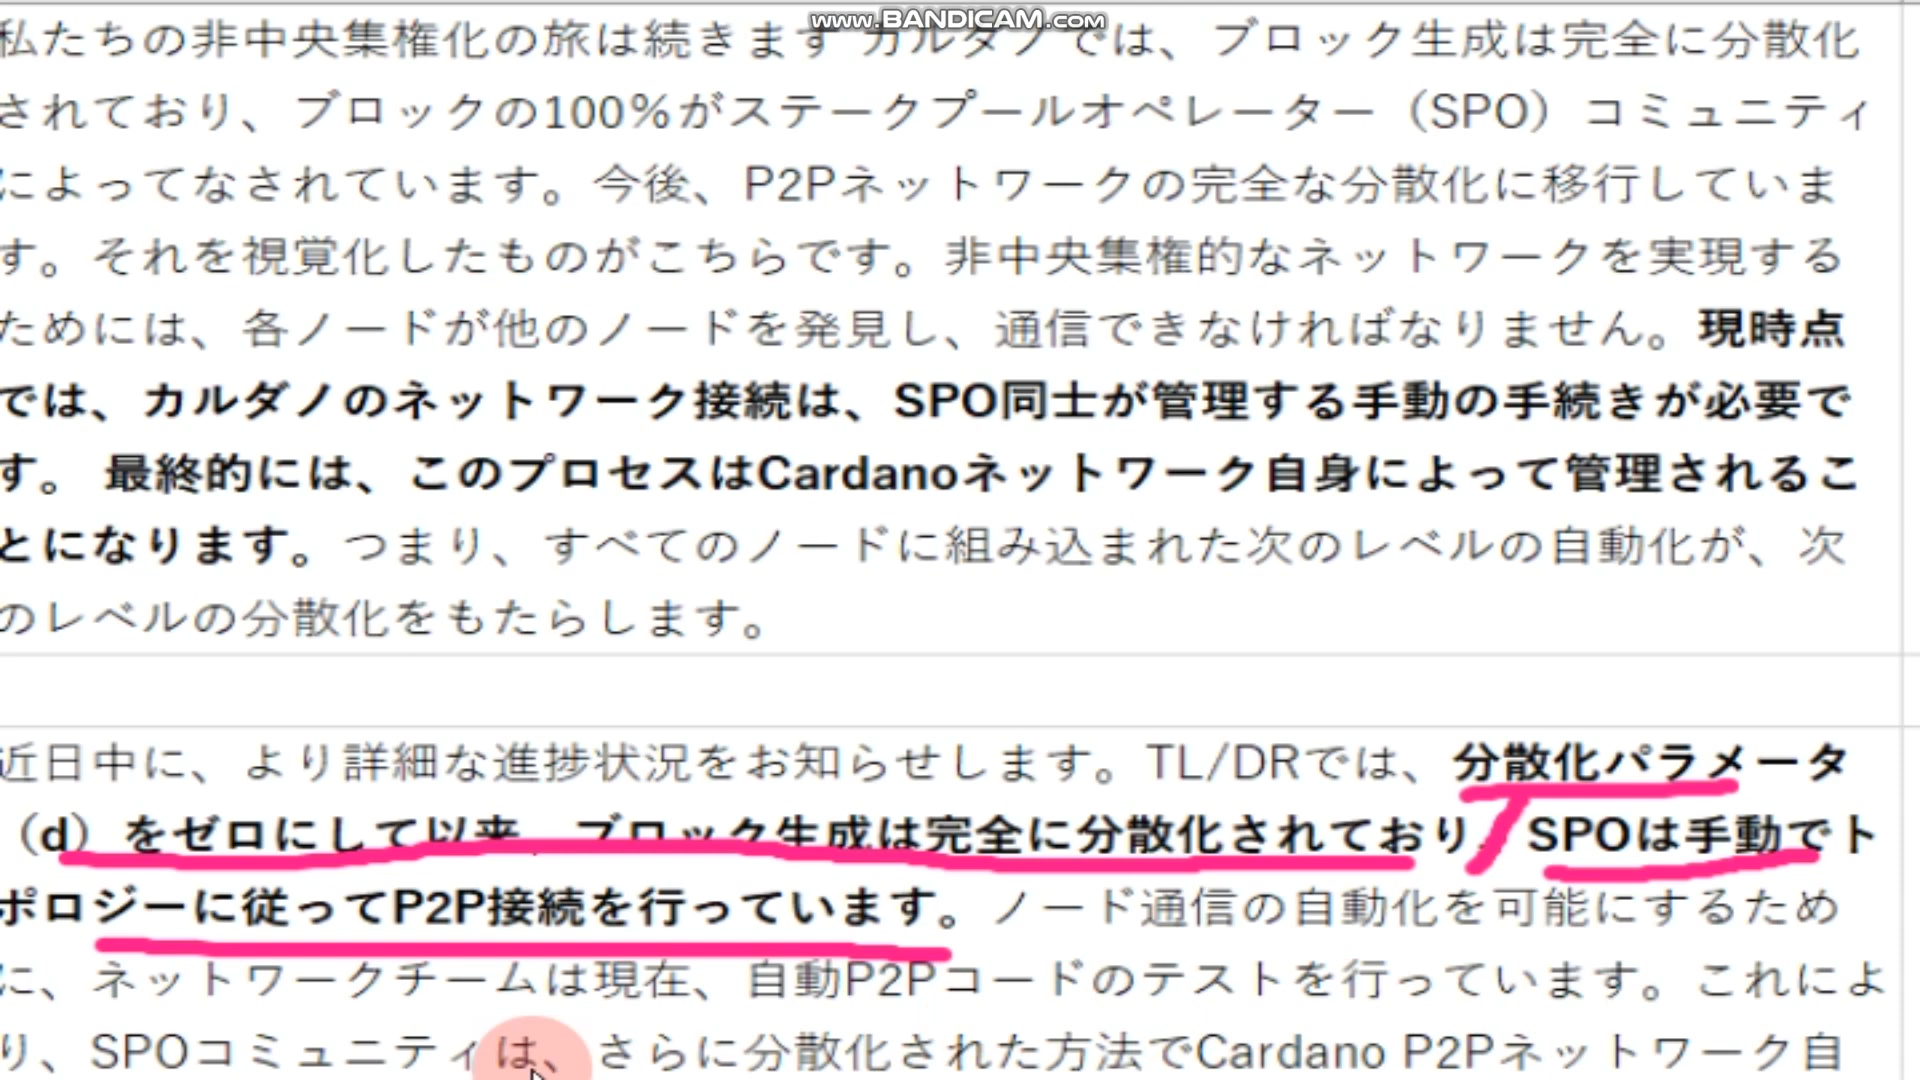 www.BANDICAM.com
私たちの非中央集権化の旅は続きます カルダノでは、ブロック生成は完全に分散化
されており、ブロックの100%がステークプールオペレーター（SPO）コミュニティ
によってなされています。今後、P2Pネットワークの完全な分散化に移行していま
す。それを視覚化したものがこちらです。非中央集権的なネットワークを実現する
ためには、各ノードが他のノードを発見し、通信できなければなりません。現時点
では、カルダノのネットワーク接続は、SPO同士が管理する手動の手続きが必要で
す。 最終的には、このプロセスはCardanoネットワーク自身によって管理されるこ
とになります。つまり、すべてのノードに組み込まれた次のレベルの自動化が、次
のレベルの分散化をもたらします。
近日中に、より詳細な進捗状況をお知らせします。TL/DRでは、分散化パラメータ
（d）をゼロにして以来、ブロック生成は完全に分散化されており、SPOは手動でト
ポロジーに従ってP2P接続を行っています。ノード通信の自動化を可能にするため
に、ネットワークチームは現在、自動P2Pコードのテストを行っています。これによ
り、SPOコミュニティは、さらに分散化された方法でCardano P2Pネットワーク自